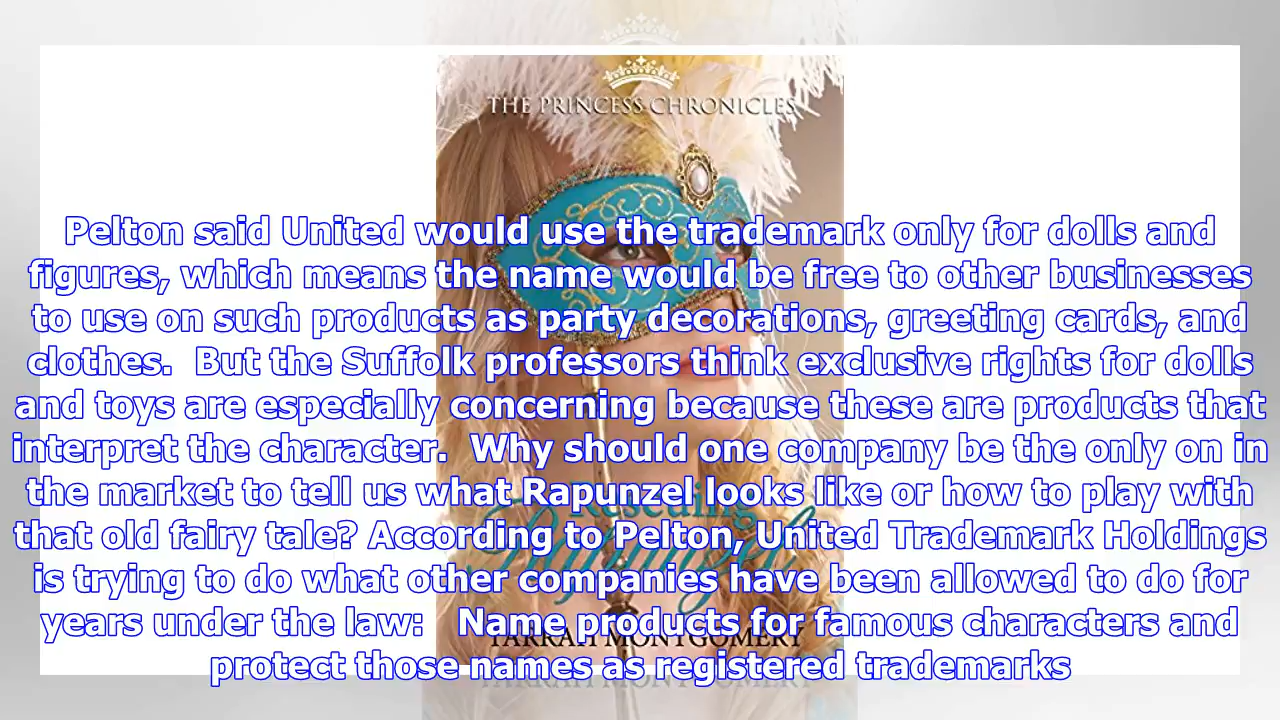 THE PRINCESS CHRONICLES
Pelton said United would use the trademark only for dolls and
figures, which means the name would be free to other businesses
to use on such products as party decorations, greeting cards, and
clothes.  But the Suffolk professors think exclusive rights for dolls
and toys are especially concerning because these are products that
interpret the character.  Why should one company be the only on in
the market to tell us what Rapunzel looks like or how to play with
Rescuing
that old fairy tale? According to Pelton, United Trademark Holdings
Rapunzel
is trying to do what other companies have been allowed to do for
years under the law:   Name products for famous characters and
TARRAH MONTGOMERY
protect those names as registered trademarks
TARRAH MONTGOMERY